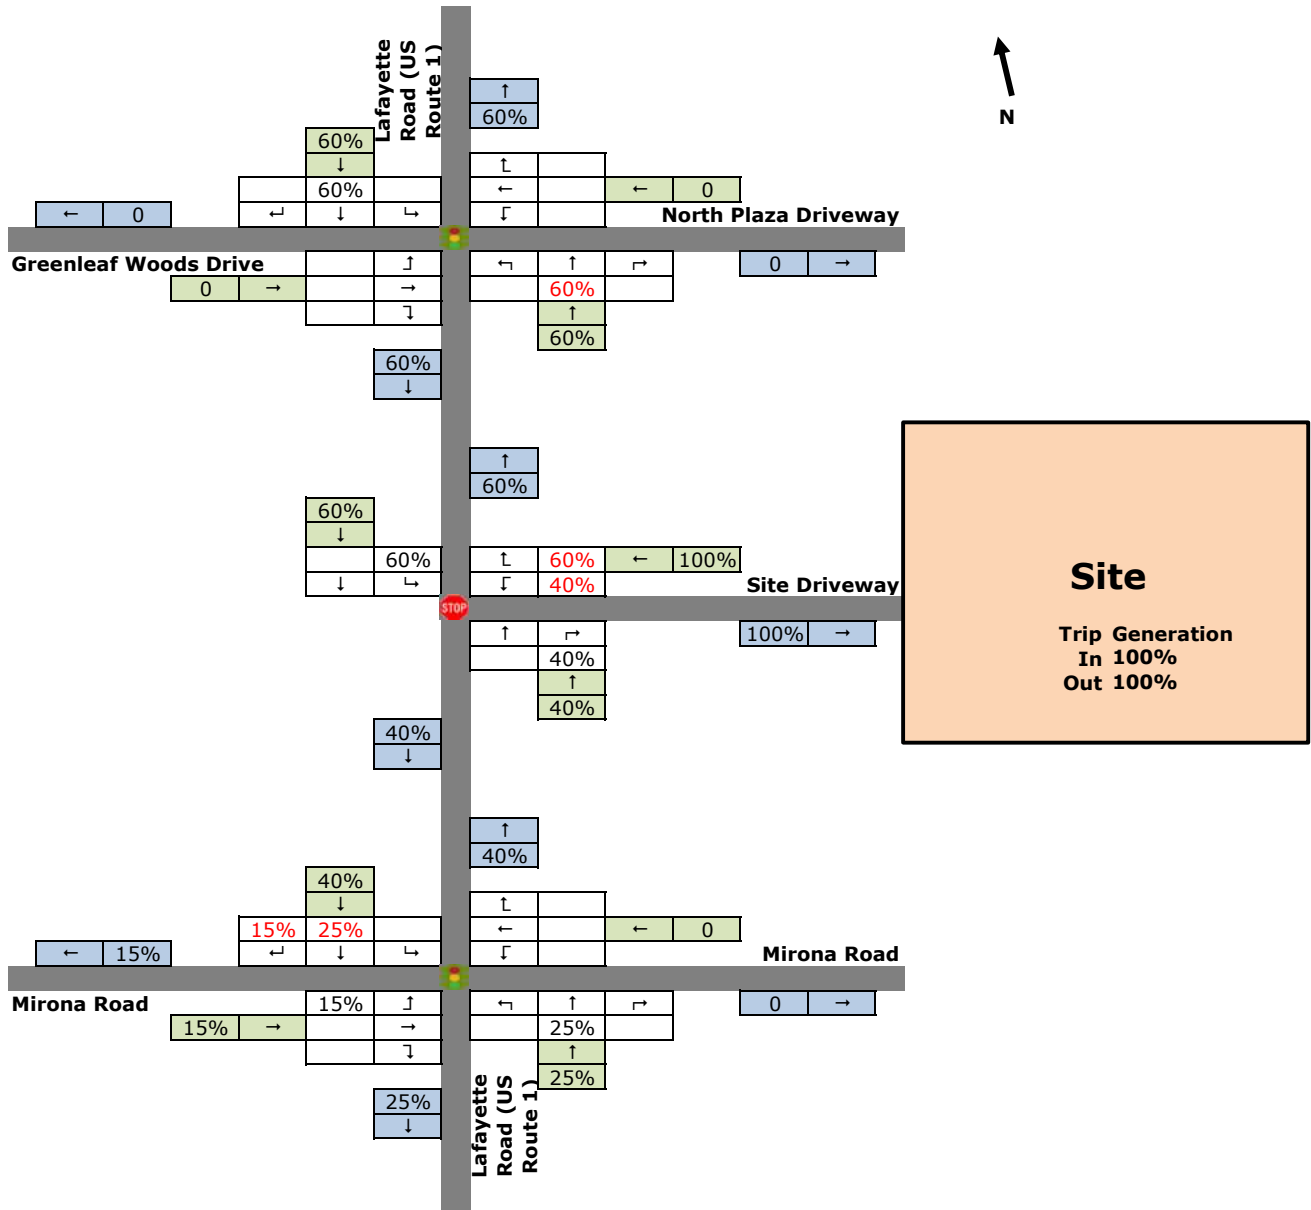 Lafayette
Road (US
Route 1)
↑
60%
N
60%
↓
↑
60%
← ← 0
← 0
↵ ↓ ↳
↱
North Plaza Driveway
Greenleaf Woods Drive
↰ ↑ ↱
0 →
0 → →
60%
↴
↑
60%
60%
↓
↑
60%
60%
↓
60%
60% ← 100%
↓ ↳
40%
Site Driveway
STOP
Site
↑ ↱
100% →
Trip Generation
40%
In 100%
↑
Out 100%
40%
40%
↓
↑
40%
40%
↓
15% 25%
← ← 0
← 15%
↵ ↓ ↳
Mirona Road
Mirona Road
15%
↰ ↑ ↱
0 →
15% → →
25%
↑
25%
25%
↓
Lafayette
Road (US
Route 1)